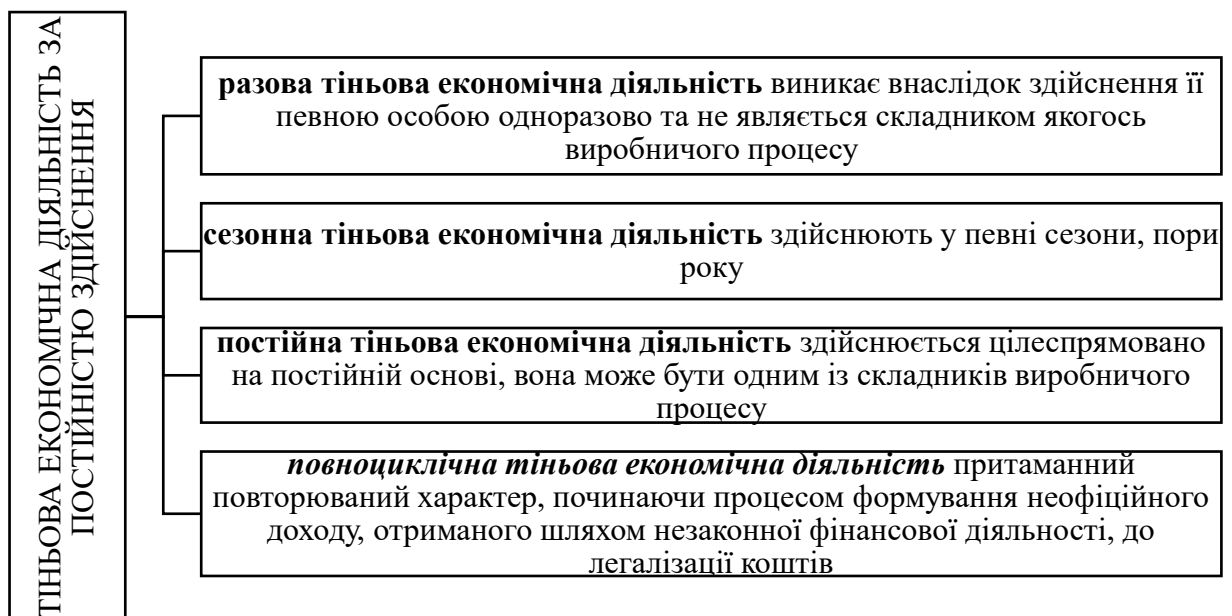 ТІНЬОВА ЕКОНОМІЧНА ДІЯЛЬНІСТЬ ЗА
ПОСТІЙНІСТЮ ЗДІЙСНЕННЯ
разова тіньова економічна діяльність виникає внаслідок здійснення її
певною особою одноразово та не являється складником якогось
виробничого процесу
сезонна тіньова економічна діяльність здійснюють у певні сезони, пори
року
постійна тіньова економічна діяльність здійснюється цілеспрямовано
на постійній основі, вона може бути одним із складників виробничого
процесу
повноциклічна тіньова економічна діяльність притаманний
повторюваний характер, починаючи процесом формування неофіційного
доходу, отриманого шляхом незаконної фінансової діяльності, до
легалізації коштів